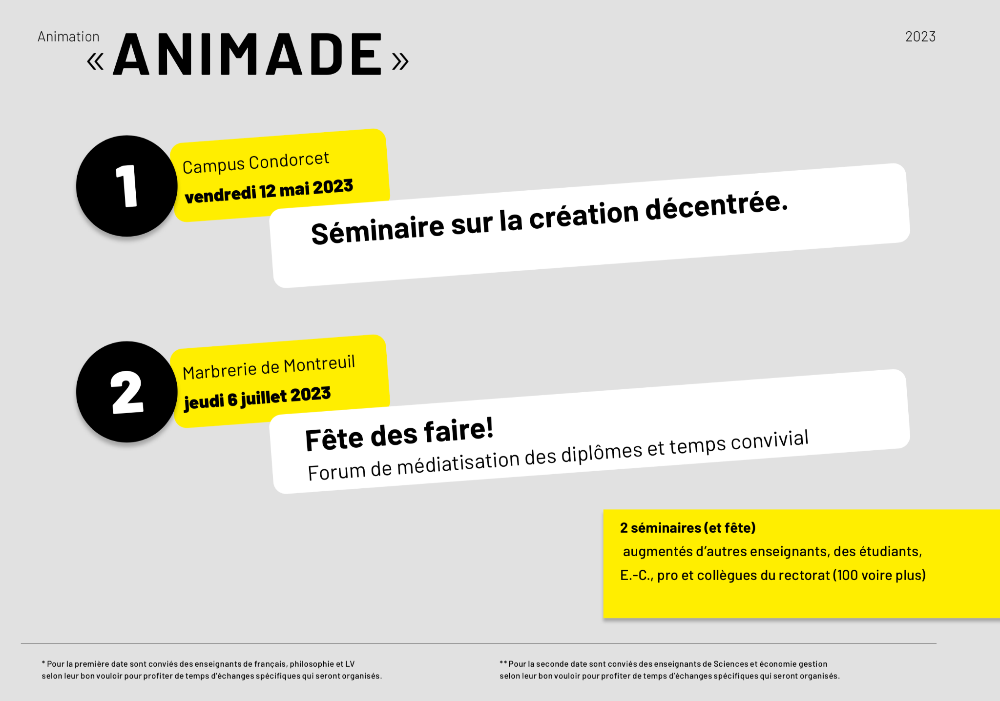 Animation
« ANIMADE »
2023
1
Campus Condorcet
vendredi 12 mai 2023
Séminaire sur la création décentrée.
2
Marbrerie de Montreuil
jeudi 6 juillet 2023
Fête des faire!
Forum de médiatisation des diplômes et temps convivial
2 séminaires (et fête)
augmentés d’autres enseignants, des étudiants,
E.-C., pro et collègues du rectorat (100 voire plus)
* Pour la première date sont conviés des enseignants de français, philosophie et LV
selon leur bon vouloir pour profiter de temps d’échanges spécifiques qui seront organisés.
** Pour la seconde date sont conviés des enseignants de Sciences et économie gestion
selon leur bon vouloir pour profiter de temps d’échanges spécifiques qui seront organisés.